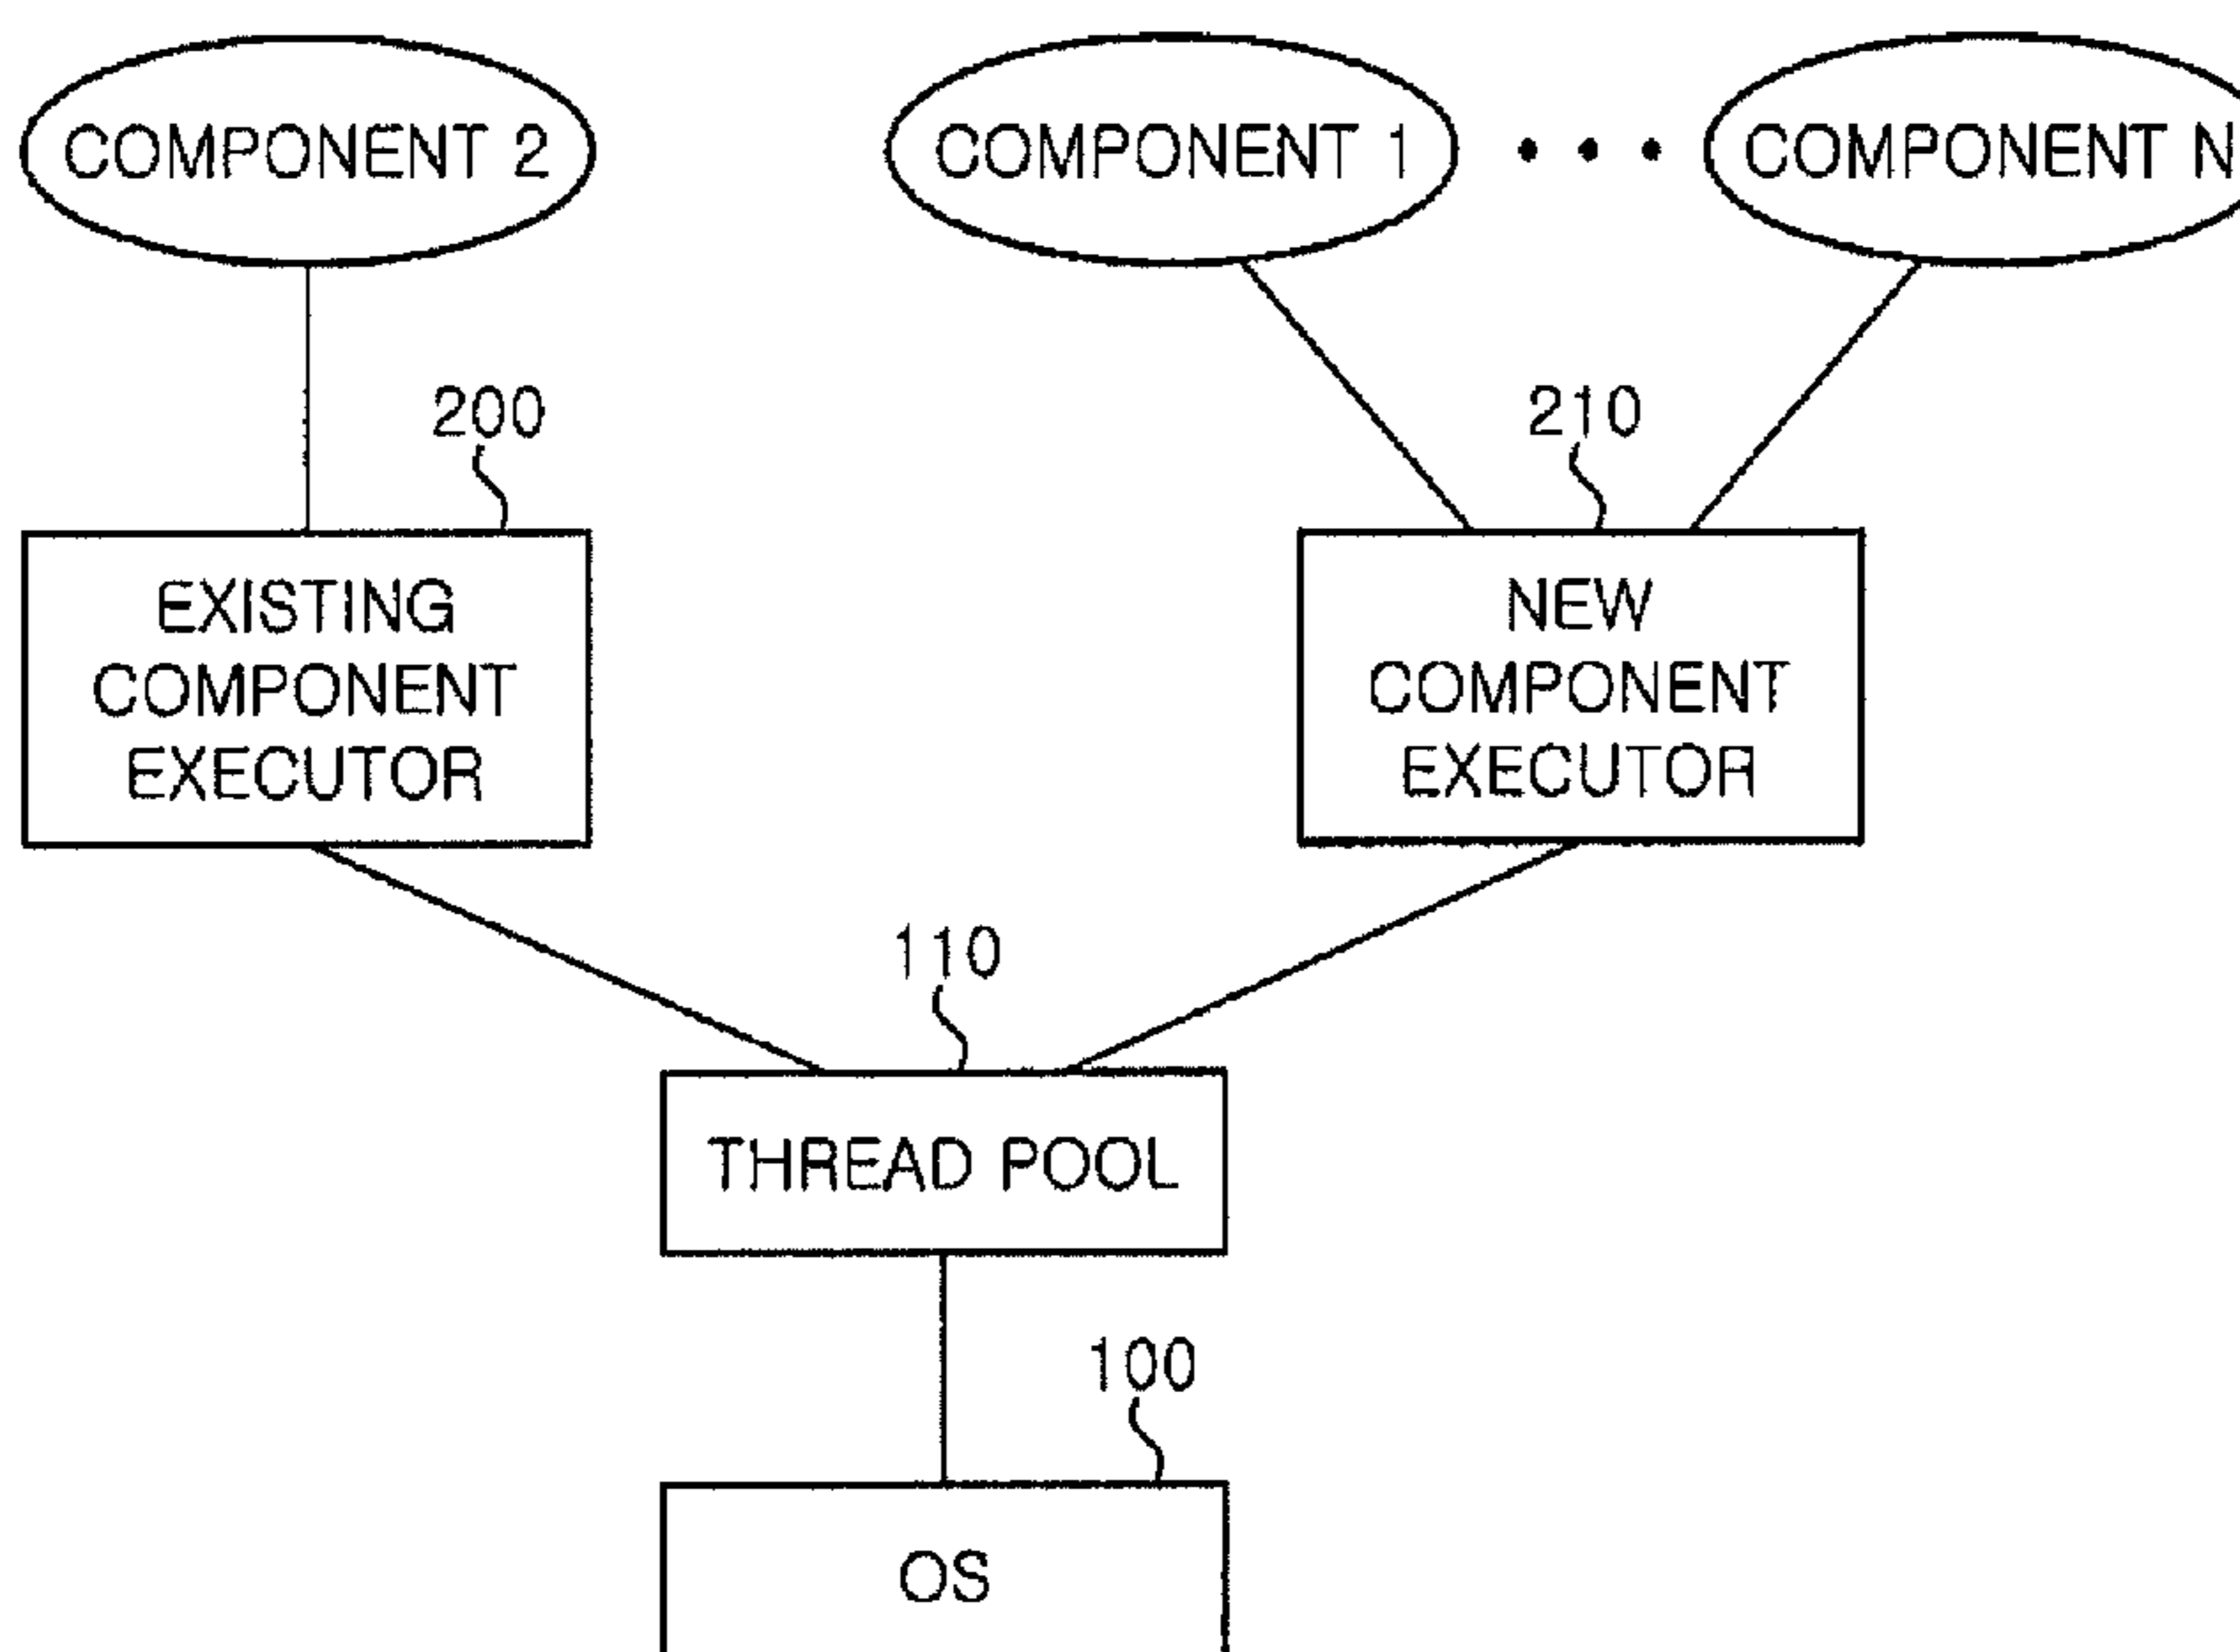 COMPONENT 2
COMPONENT 1
• • •
COMPONENT N
200
210
EXISTING
COMPONENT
EXECUTOR
NEW
COMPONENT
EXECUTOR
110
THREAD POOL
100
OS